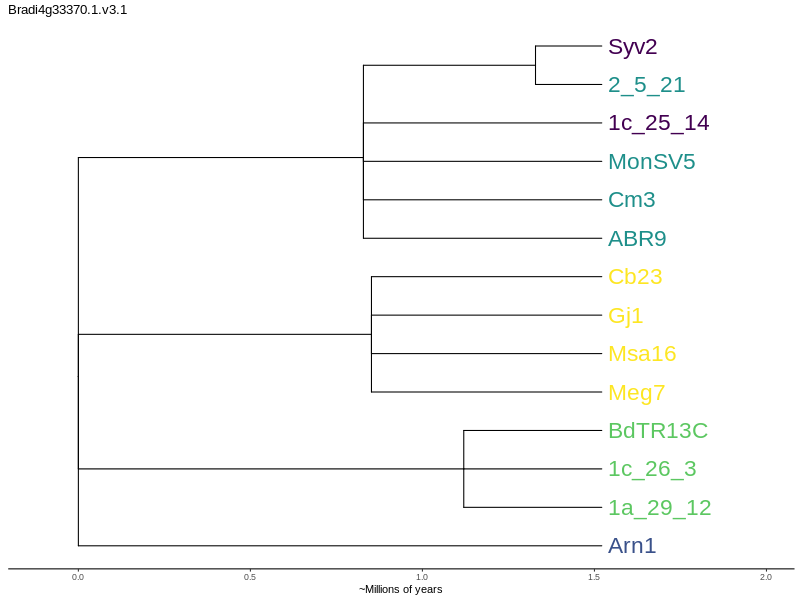 Bradi4g33370.1.v3.1
Syv2
2_5_21
1c_25_14
MonSV5
Cm3
ABR9
Cb23
Gj1
Msa16
Meg7
BdTR13C
1c_26_3
1a_29_12
Arn1
0.0 0.5 1.0 1.5 2.0
~Millions of years